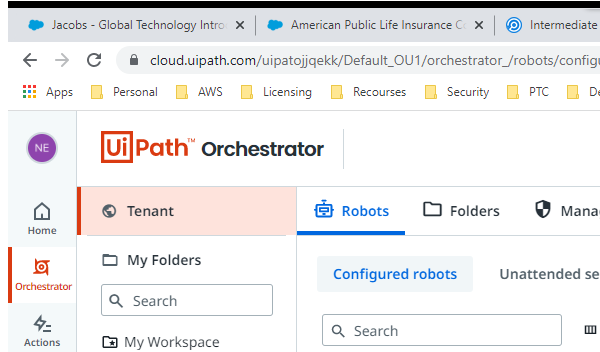 Jacobs - Global Technology Intro
American Public Life Insurance Co
Intermediate
cloud.uipath.com/uipatojjqekk/Default_OU1/orchestrator_/robots/config
Apps Personal AWS Licensing Recourses Security PTC De
NE
UiPath™ Orchestrator
Home
Orchestrator
Actions
Tenant
My Folders
Search
My Workspace
Robots Folders Mana
Configured robots Unattended se
Search